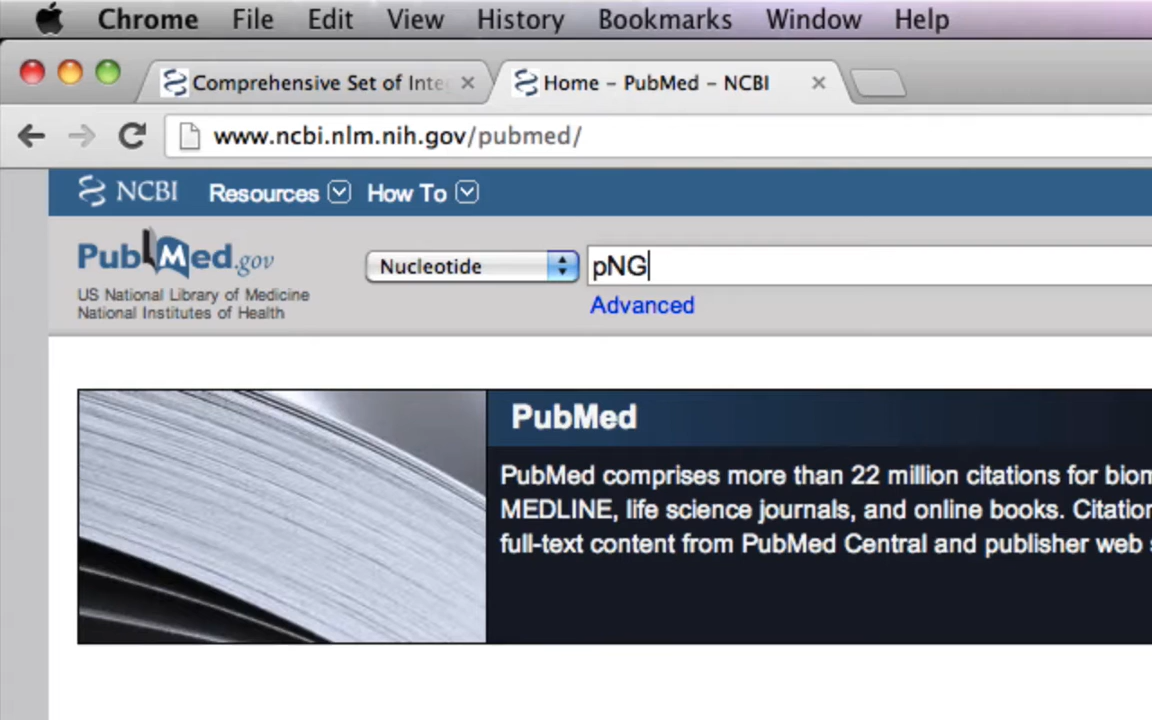 Chrome File Edit View History Bookmarks Window Help
Comprehensive Set of Inte Home – PubMed – NCBI
www.ncbi.nlm.nih.gov/pubmed/
NCBI Resources How To
PubMed.gov
US National Library of Medicine
National Institutes of Health
Nucleotide pNG
Advanced
PubMed
PubMed comprises more than 22 million citations for biom
MEDLINE, life science journals, and online books. Citation
full-text content from PubMed Central and publisher web s